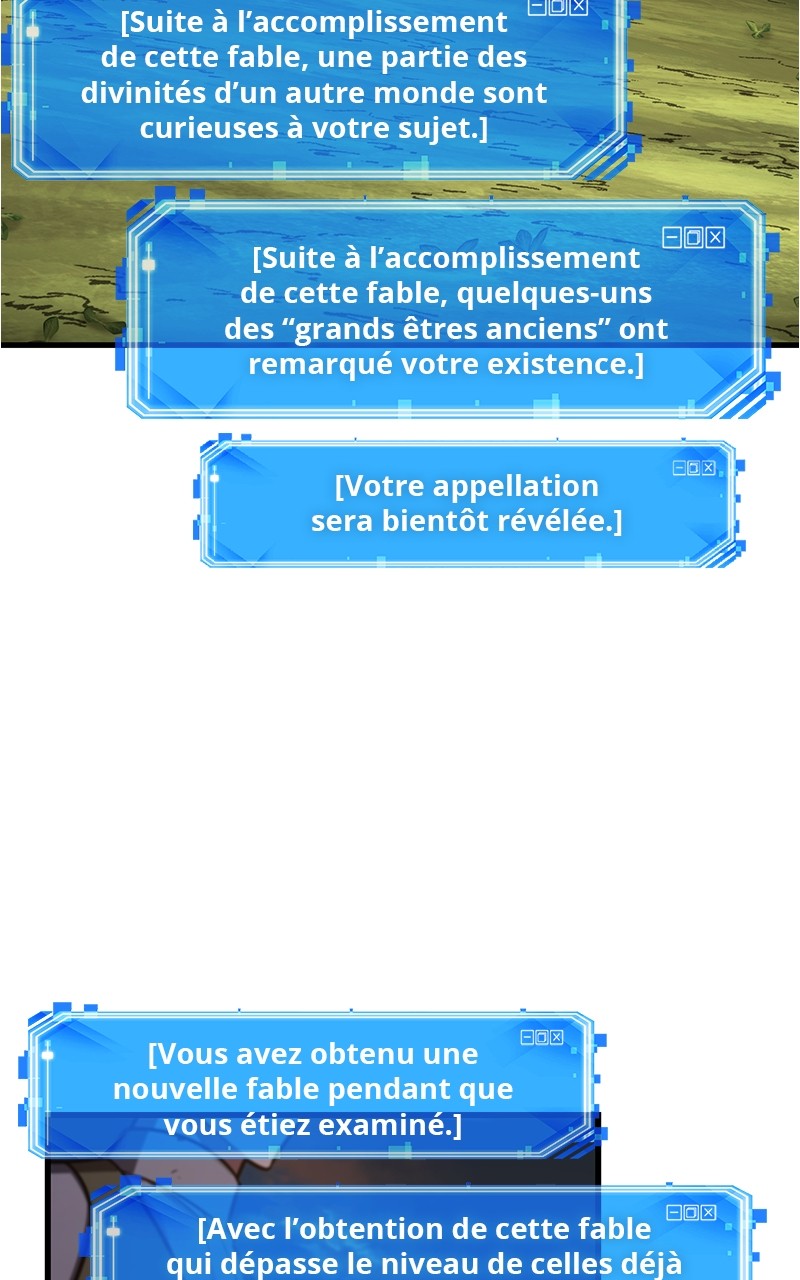 [Suite à l’accomplissement
de cette fable, une partie des
divinités d’un autre monde sont
curieuses à votre sujet.]
[Suite à l’accomplissement
de cette fable, quelques-uns
des “grands êtres anciens” ont
remarqué votre existence.]
[Votre appellation
sera bientôt révélée.]
[Vous avez obtenu une
nouvelle fable pendant que
vous étiez examiné.]
[Avec l’obtention de cette fable
qui dépasse le niveau de celles déjà